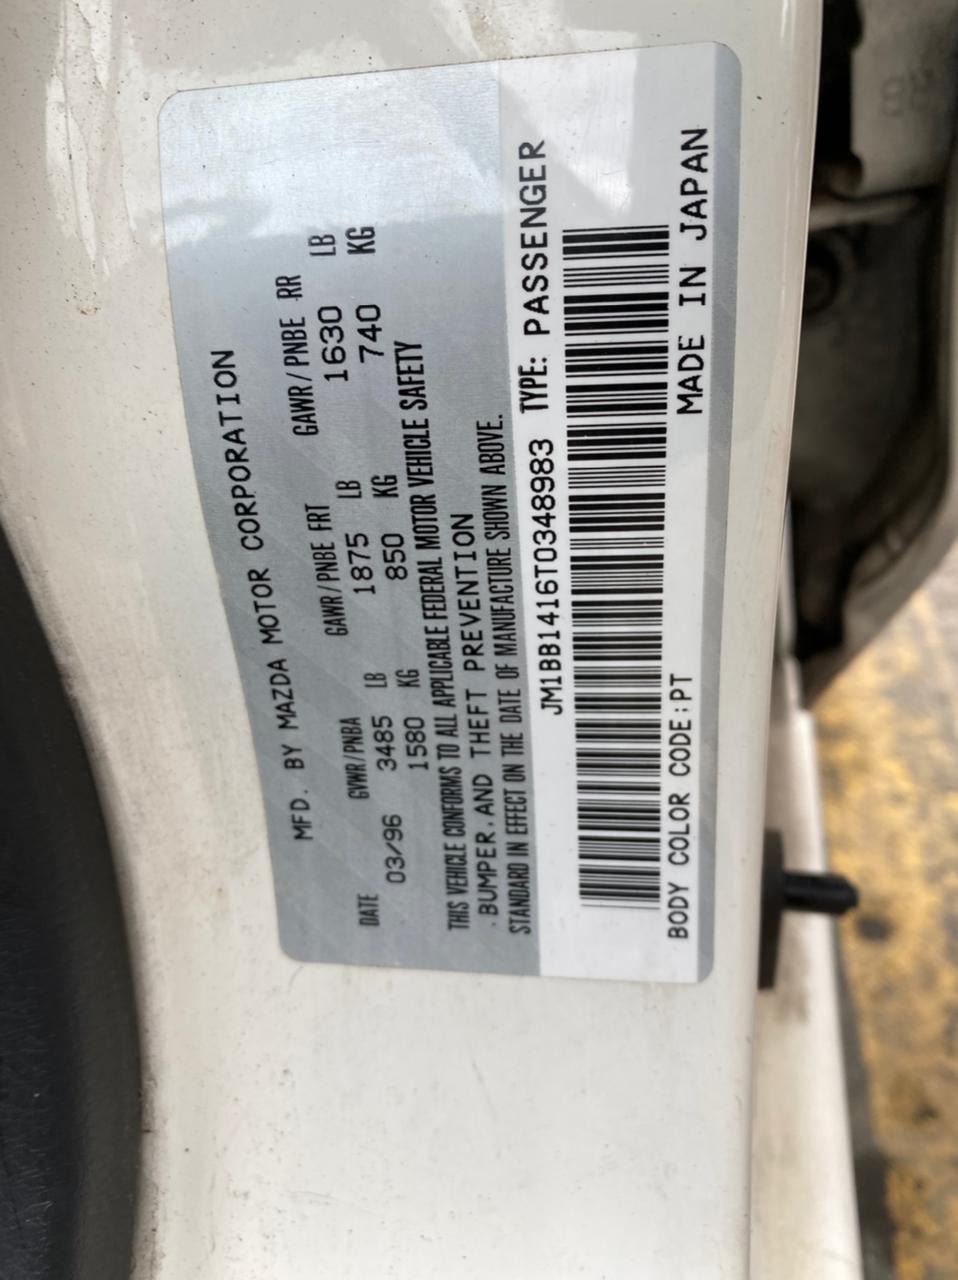 MFD. BY MAZDA MOTOR CORPORATION
DATE GVWR/PNBA GAWR/PNBE FRT GAWR/PNBE RR
03/96 3485 LB 1875 LB 1630 LB
1580 KG 850 KG 740 KG
THIS VEHICLE CONFORMS TO ALL APPLICABLE FEDERAL MOTOR VEHICLE SAFETY
, BUMPER, AND THEFT PREVENTION
STANDARD IN EFFECT ON THE DATE OF MANUFACTURE SHOWN ABOVE.
JM1BB1416T0348983 TYPE: PASSENGER
BODY COLOR CODE:PT MADE IN JAPAN